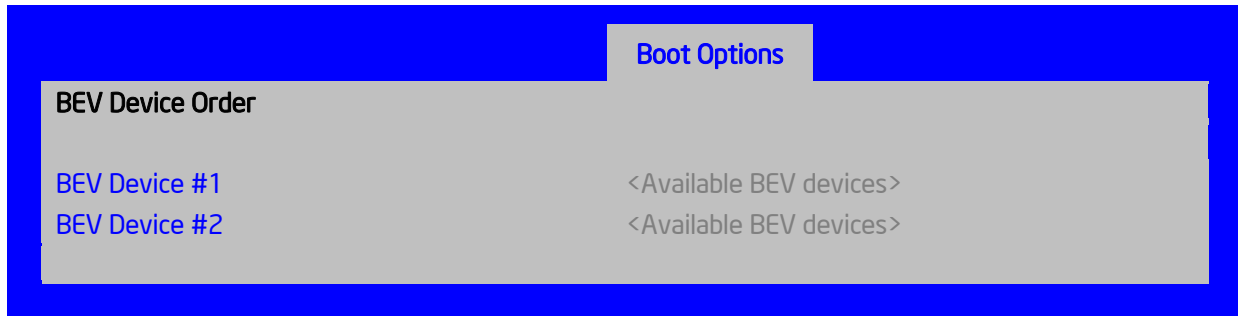 Boot Options
BEV Device Order
BEV Device #1 <Available BEV devices>
BEV Device #2 <Available BEV devices>